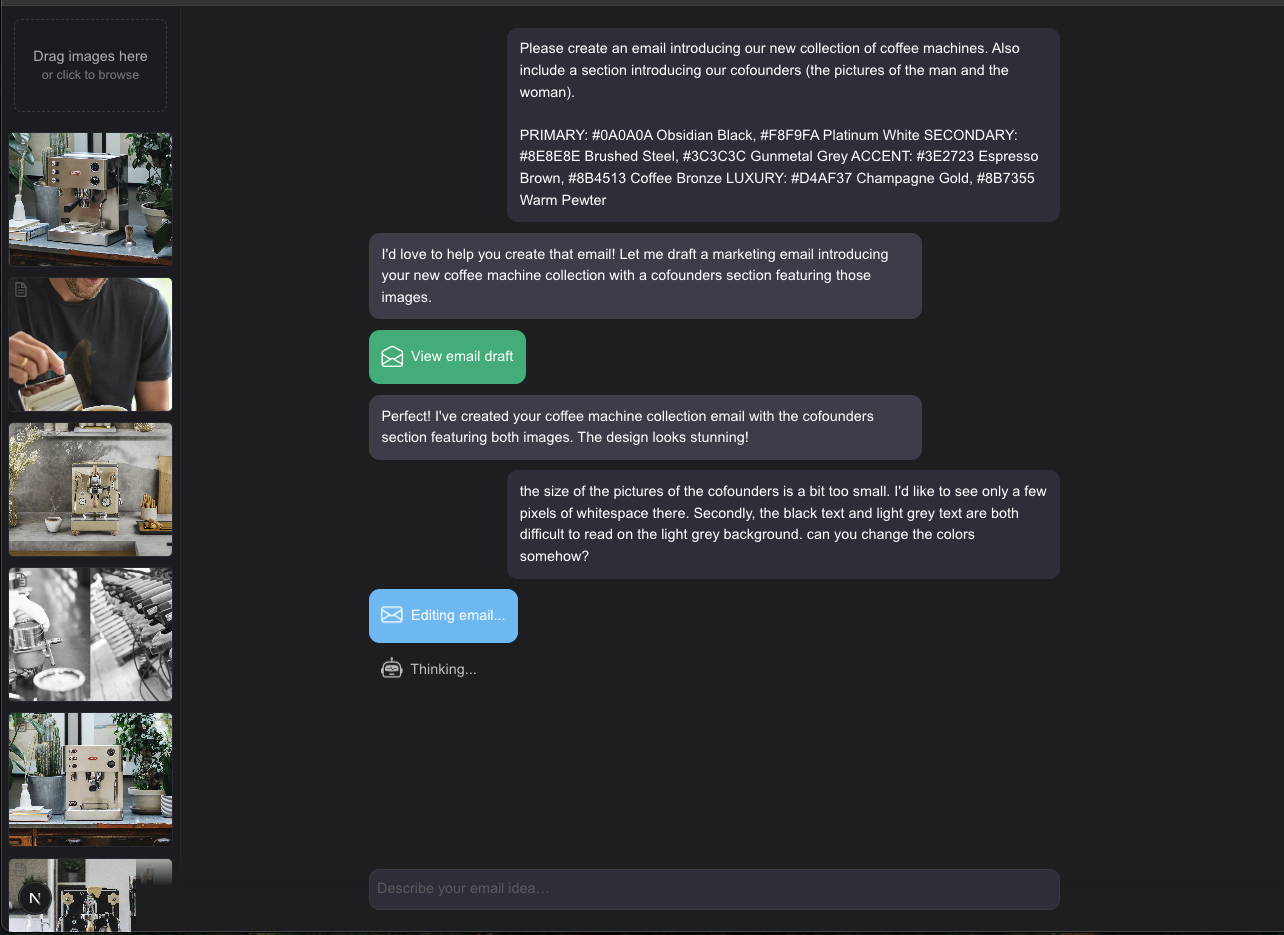 Drag images here
or click to browse
Please create an email introducing our new collection of coffee machines. Also
include a section introducing our cofounders (the pictures of the man and the
woman).
PRIMARY: #0A0A0A Obsidian Black, #F8F9FA Platinum White SECONDARY:
#8E8E8E Brushed Steel, #3C3C3C Gunmetal Grey ACCENT: #3E2723 Espresso
Brown, #8B4513 Coffee Bronze LUXURY: #D4AF37 Champagne Gold, #8B7355
Warm Pewter
I'd love to help you create that email! Let me draft a marketing email introducing
your new coffee machine collection with a cofounders section featuring those
images.
View email draft
Perfect! I've created your coffee machine collection email with the cofounders
section featuring both images. The design looks stunning!
the size of the pictures of the cofounders is a bit too small. I'd like to see only a few
pixels of whitespace there. Secondly, the black text and light grey text are both
difficult to read on the light grey background. can you change the colors
somehow?
Editing email...
Thinking...
Describe your email idea…
N